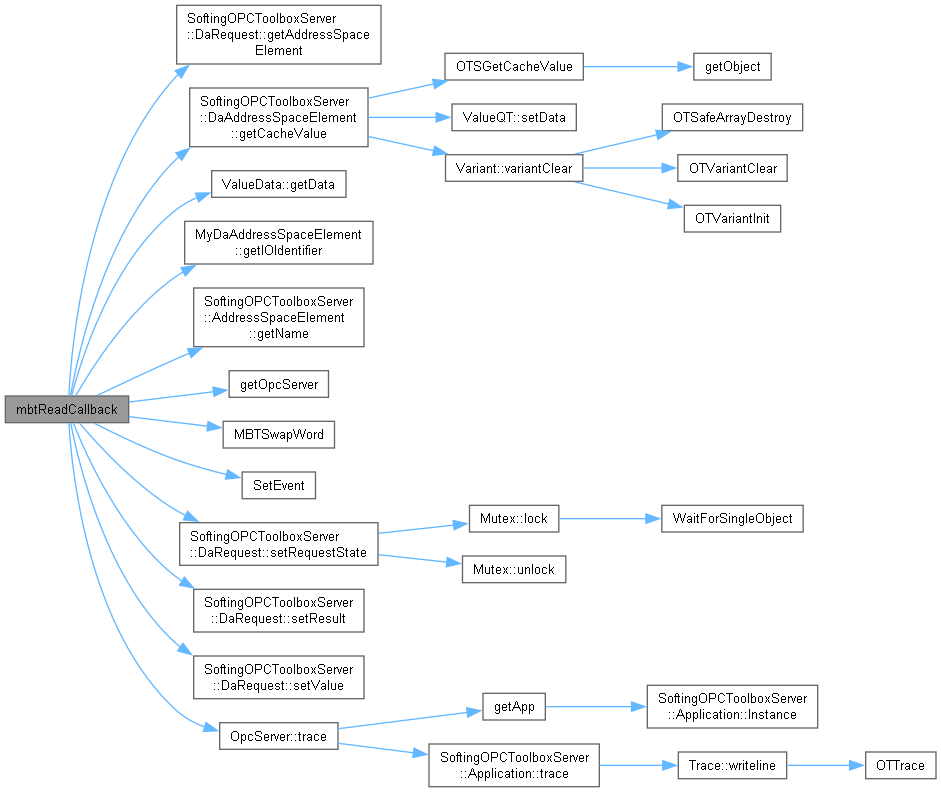 mbtReadCallback
SoftingOPCToolboxServer
::DaRequest::getAddressSpace
Element
SoftingOPCToolboxServer
::DaAddressSpaceElement
::getCacheValue
OTSGetCacheValue
getObject
ValueQT::setData
Variant::variantClear
OTSafeArrayDestroy
OTVariantClear
OTVariantInit
ValueData::getData
MyDaAddressSpaceElement
::getIOIdentifier
SoftingOPCToolboxServer
::AddressSpaceElement
::getName
getOpcServer
MBTSwapWord
SetEvent
SoftingOPCToolboxServer
::DaRequest::setRequestState
Mutex::lock
WaitForSingleObject
Mutex::unlock
SoftingOPCToolboxServer
::DaRequest::setResult
SoftingOPCToolboxServer
::DaRequest::setValue
OpcServer::trace
getApp
SoftingOPCToolboxServer
::Application::Instance
SoftingOPCToolboxServer
::Application::trace
Trace::writeline
OTTrace